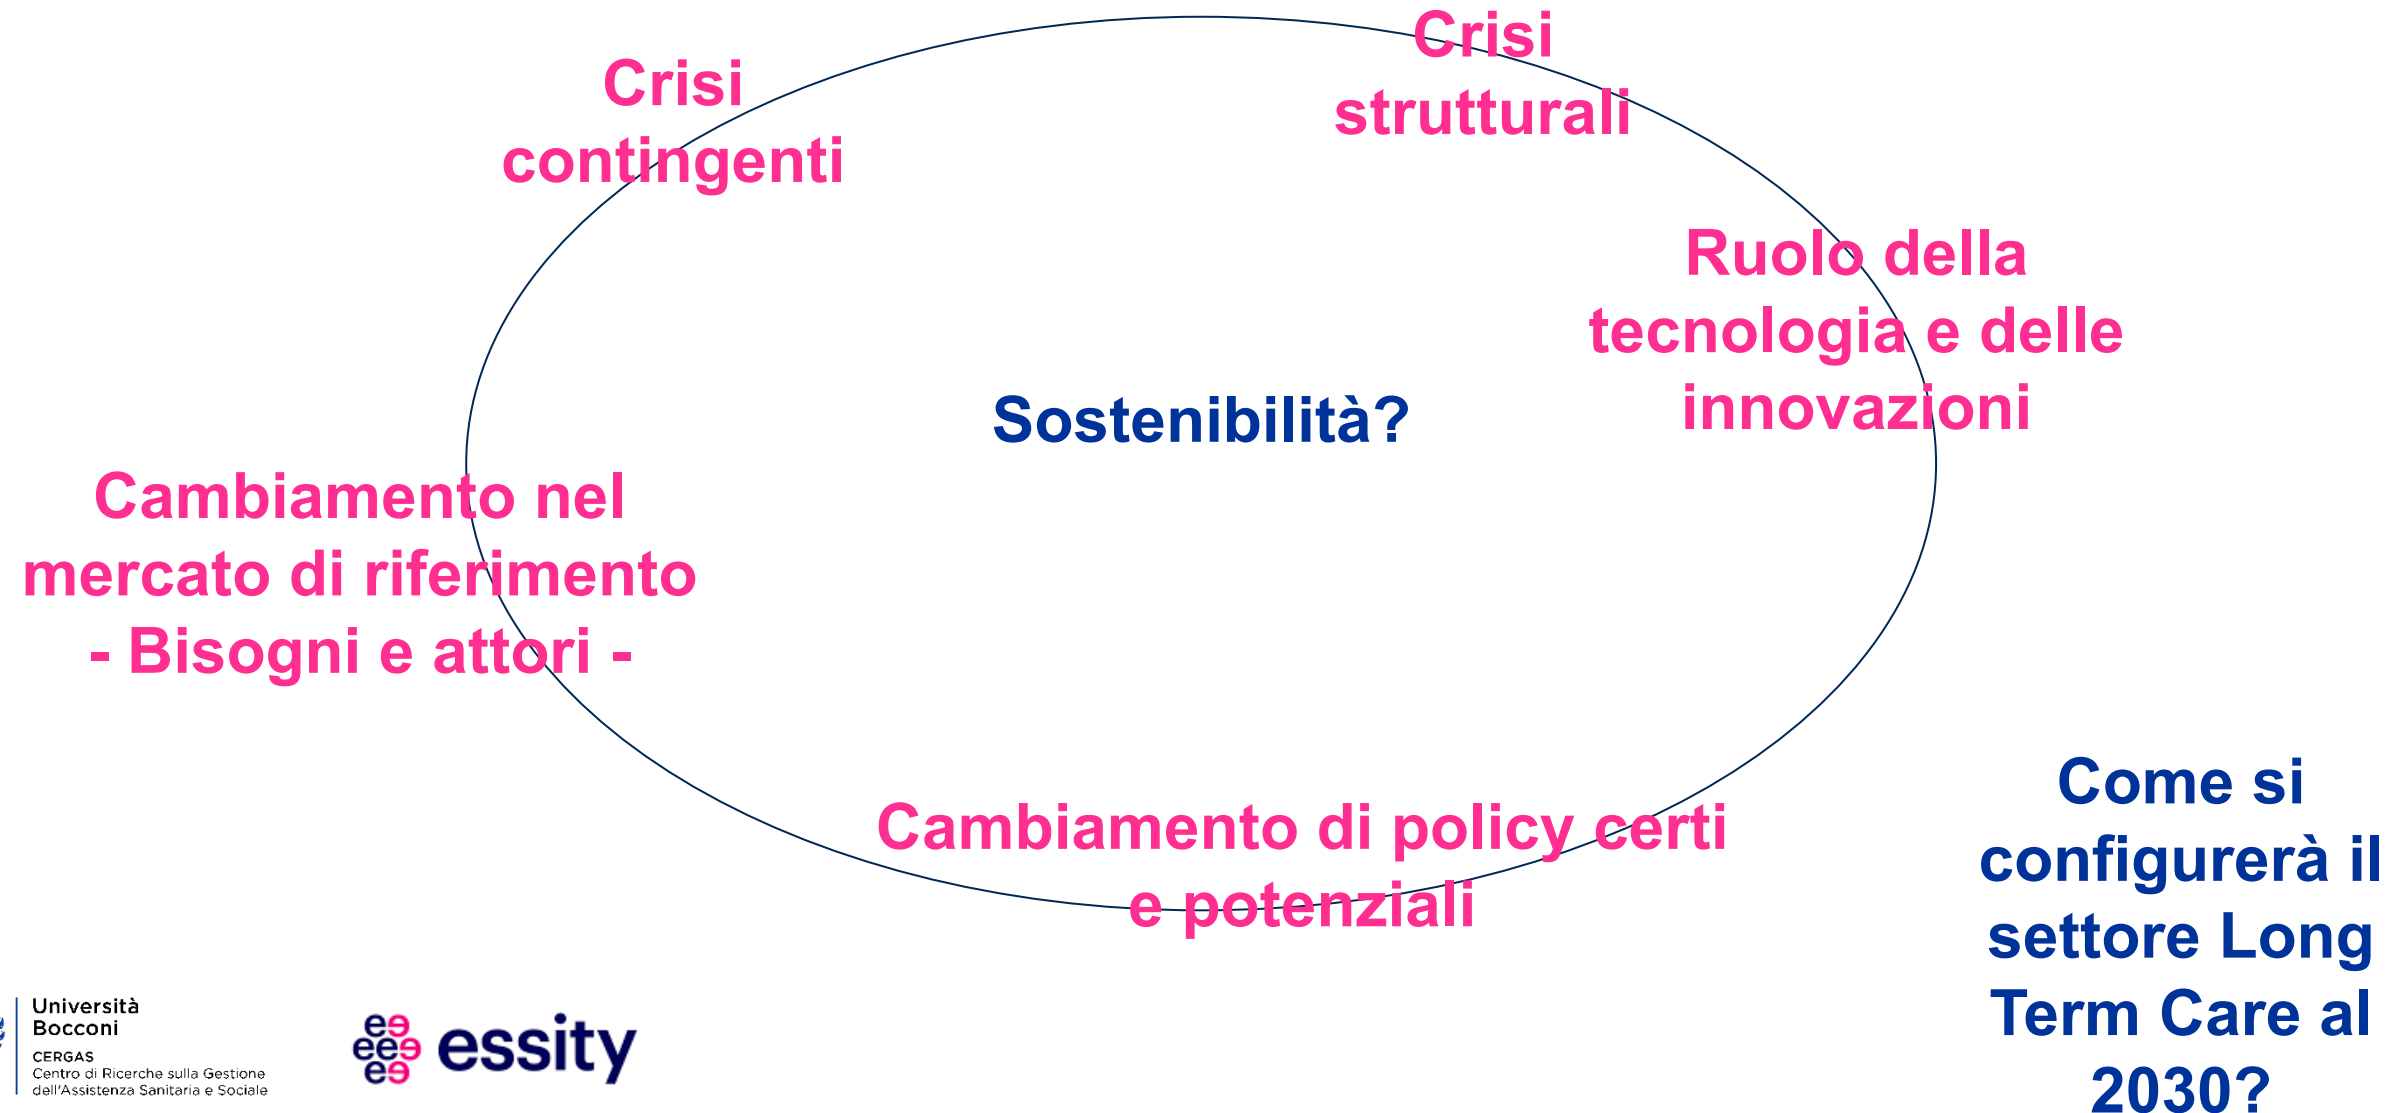 Crisi
contingenti
Crisi
strutturali
Ruolo della
tecnologia e delle
innovazioni
Sostenibilità?
Cambiamento nel
mercato di riferimento
- Bisogni e attori -
Cambiamento di policy certi
e potenziali
Come si
configurerà il
settore Long
Term Care al
2030?
Università
Bocconi
CERGAS
Centro di Ricerche sulla Gestione
dell'Assistenza Sanitaria e Sociale
essity